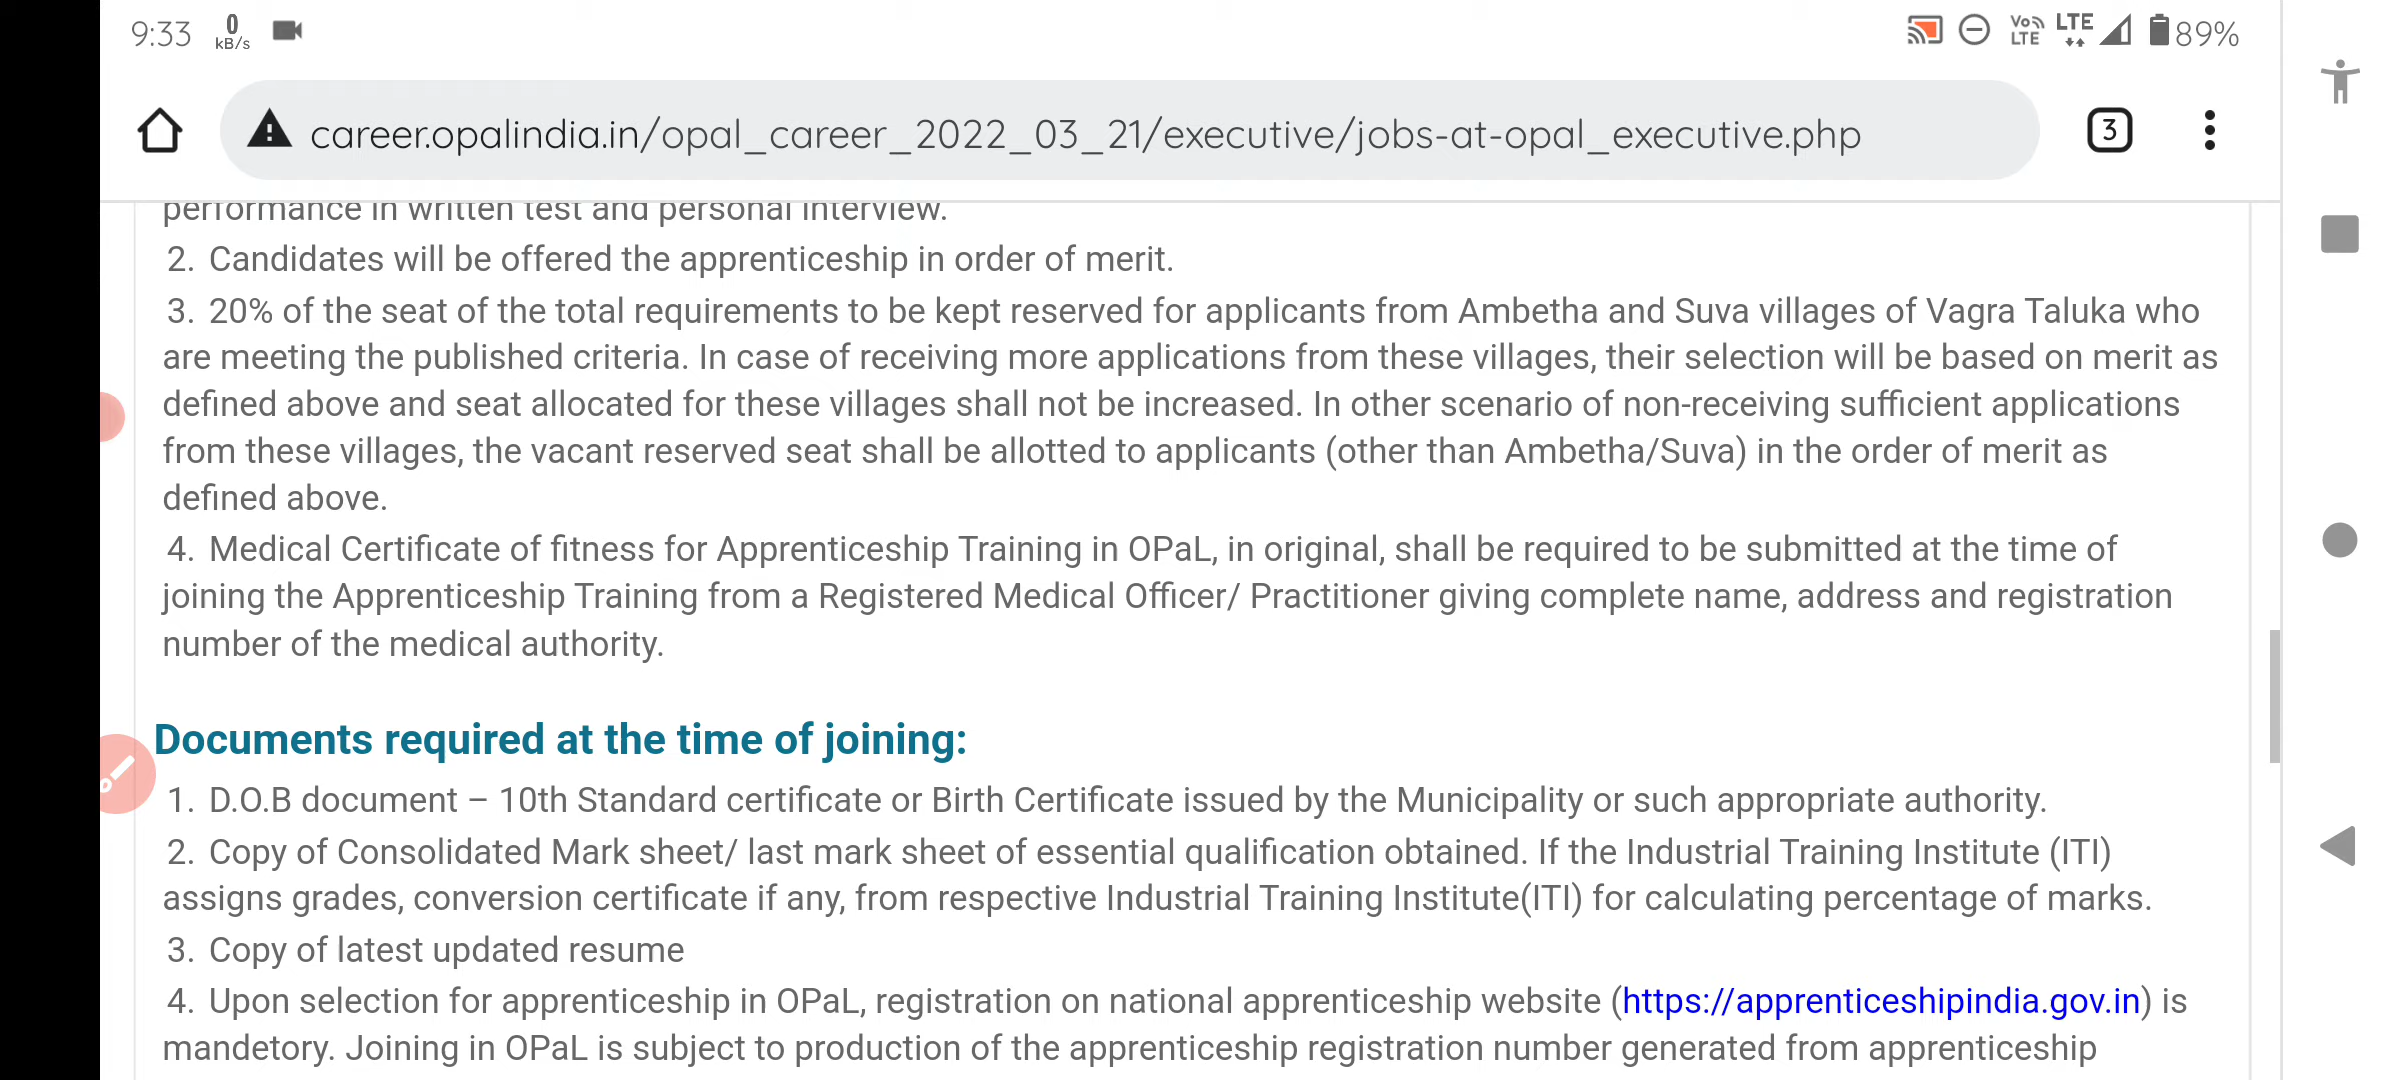 9:33 0 kB/s Vo LTE LTE 89%
career.opalindia.in/opal_career_2022_03_21/executive/jobs-at-opal_executive.php 3
performance in written test and personal interview.
2. Candidates will be offered the apprenticeship in order of merit.
3. 20% of the seat of the total requirements to be kept reserved for applicants from Ambetha and Suva villages of Vagra Taluka who
are meeting the published criteria. In case of receiving more applications from these villages, their selection will be based on merit as
defined above and seat allocated for these villages shall not be increased. In other scenario of non-receiving sufficient applications
from these villages, the vacant reserved seat shall be allotted to applicants (other than Ambetha/Suva) in the order of merit as
defined above.
4. Medical Certificate of fitness for Apprenticeship Training in OPaL, in original, shall be required to be submitted at the time of
joining the Apprenticeship Training from a Registered Medical Officer/ Practitioner giving complete name, address and registration
number of the medical authority.
Documents required at the time of joining:
1. D.O.B document – 10th Standard certificate or Birth Certificate issued by the Municipality or such appropriate authority.
2. Copy of Consolidated Mark sheet/ last mark sheet of essential qualification obtained. If the Industrial Training Institute (ITI)
assigns grades, conversion certificate if any, from respective Industrial Training Institute(ITI) for calculating percentage of marks.
3. Copy of latest updated resume
4. Upon selection for apprenticeship in OPaL, registration on national apprenticeship website (https://apprenticeshipindia.gov.in) is
mandetory. Joining in OPaL is subject to production of the apprenticeship registration number generated from apprenticeship